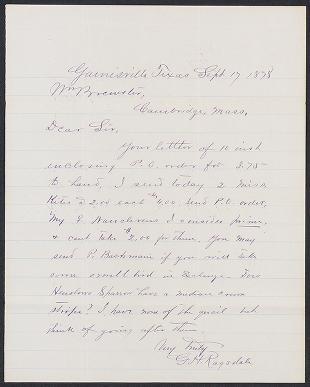 Gainesville Texas Sept 17 1878
Wm Brewster,
Cambridge, Mass.
Dear Sir,
Your letter of 10 inst
enclosing P.O. order for 3.75
to hand, I send today 2 Miss
Kites @ 2.00 each $4.00 send P.O. order.
My P. Nanclevens I consider prime,
& can't take $2.00 for them, You may
send P. Bachmani if you will take
some small bird in Exchange. Does
Henslows Sparrow have a median crown
stripe? I have none of the quail but
think of going after them.
Very Truly
G.H. Ragsdale